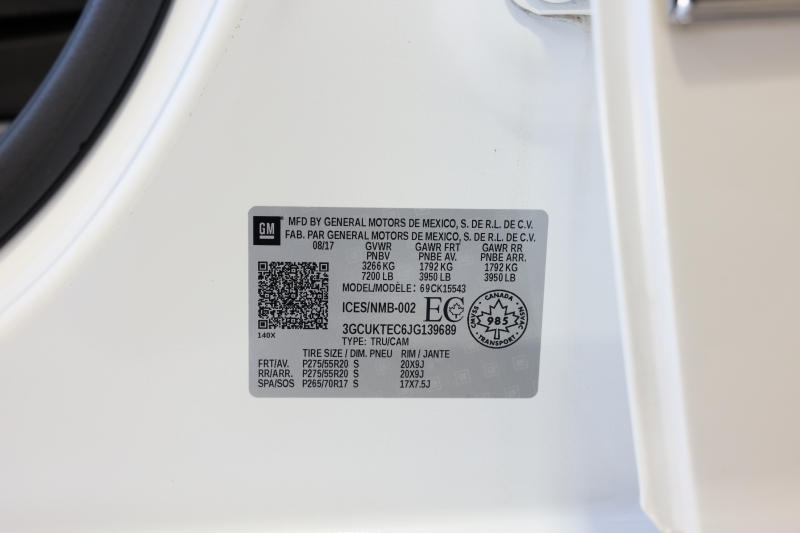 GM
MFD BY GENERAL MOTORS DE MEXICO, S. DE R.L. DE C.V.
FAB. PAR GENERAL MOTORS DE MEXICO, S. DE R.L. DE C.V.
08/17 GVWR GAWR FRT GAWR RR
PNBV PNBE AV. PNBE ARR.
3266 KG 1792 KG 1792 KG
7200 LB 3950 LB 3950 LB
MODEL/MODÈLE: 69CK15543
ICES/NMB-002 EC
3GCUKTEC6JG139689
140X
TYPE: TRU/CAM
CANADA
CMVSS 985 NSVAC
TRANSPORT
TIRE SIZE / DIM. PNEU RIM / JANTE
FRT/AV. P275/55R20 S 20X9J
RR/ARR. P275/55R20 S 20X9J
SPA/SOS P265/70R17 S 17X7.5J